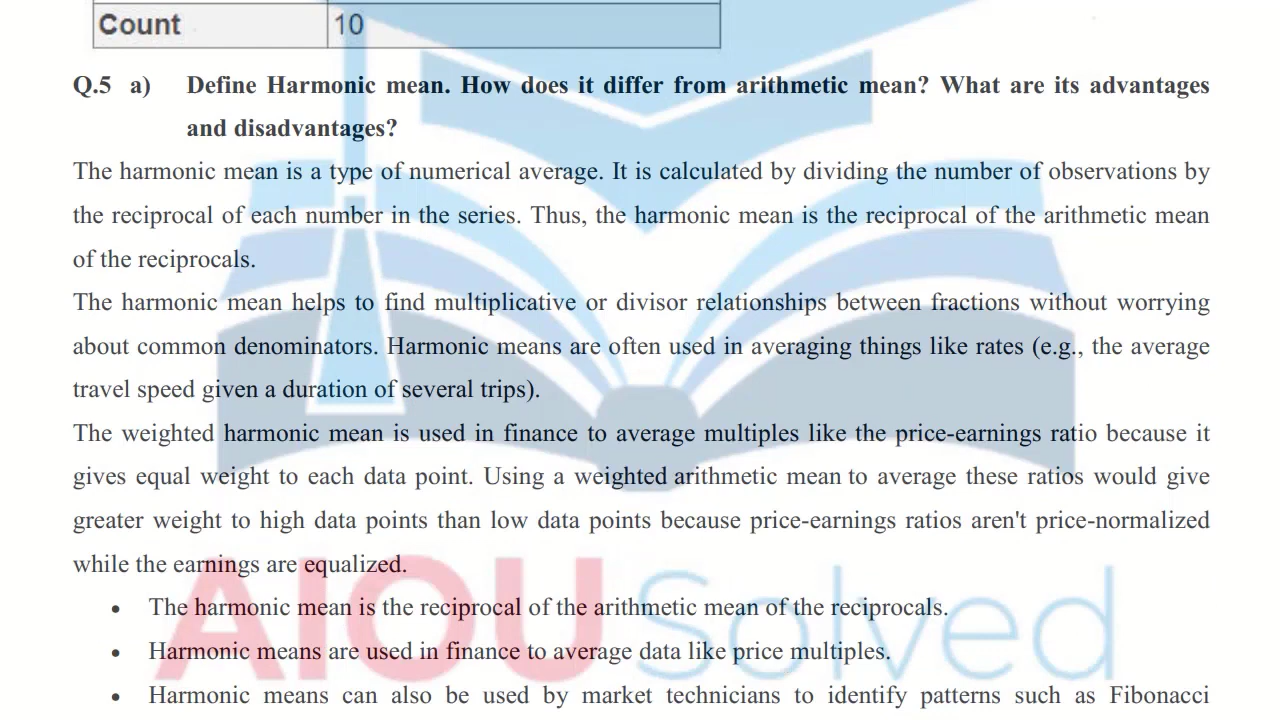 Count 10
Q.5 a) Define Harmonic mean. How does it differ from arithmetic mean? What are its advantages
and disadvantages?
The harmonic mean is a type of numerical average. It is calculated by dividing the number of observations by
the reciprocal of each number in the series. Thus, the harmonic mean is the reciprocal of the arithmetic mean
of the reciprocals.
The harmonic mean helps to find multiplicative or divisor relationships between fractions without worrying
about common denominators. Harmonic means are often used in averaging things like rates (e.g., the average
travel speed given a duration of several trips).
The weighted harmonic mean is used in finance to average multiples like the price-earnings ratio because it
gives equal weight to each data point. Using a weighted arithmetic mean to average these ratios would give
greater weight to high data points than low data points because price-earnings ratios aren't price-normalized
while the earnings are equalized.
• The harmonic mean is the reciprocal of the arithmetic mean of the reciprocals.
• Harmonic means are used in finance to average data like price multiples.
• Harmonic means can also be used by market technicians to identify patterns such as Fibonacci
AIOU Solved